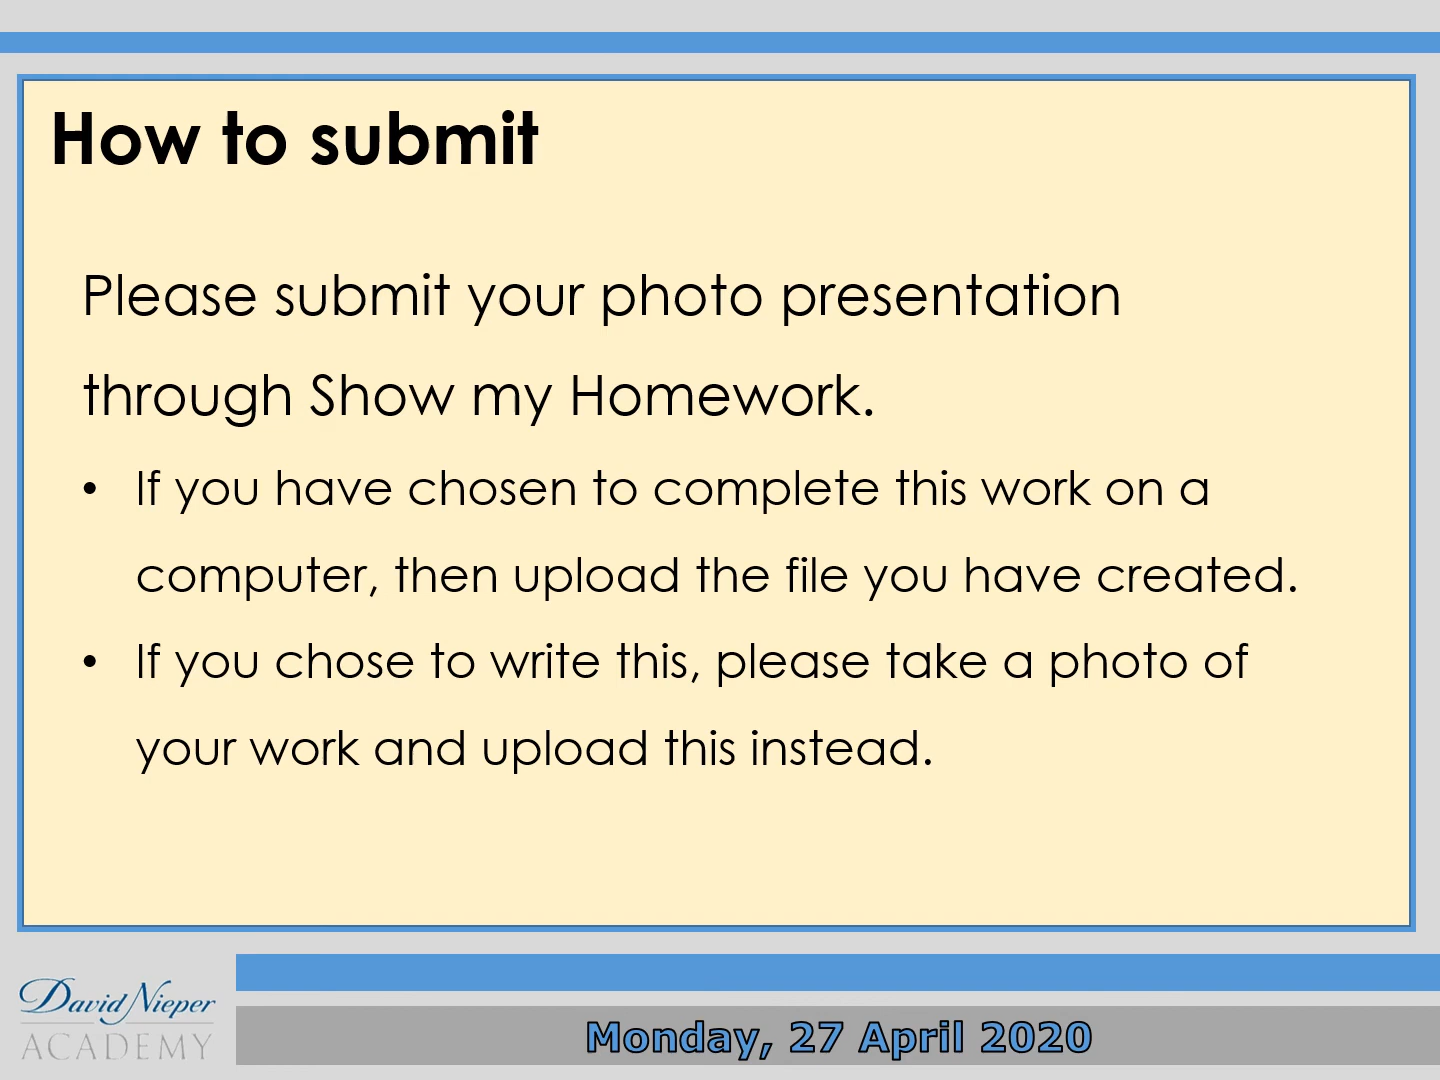 How to submit
Please submit your photo presentation
through Show my Homework.
• If you have chosen to complete this work on a
computer, then upload the file you have created.
• If you chose to write this, please take a photo of
your work and upload this instead.
David Nieper
ACADEMY
Monday, 27 April 2020